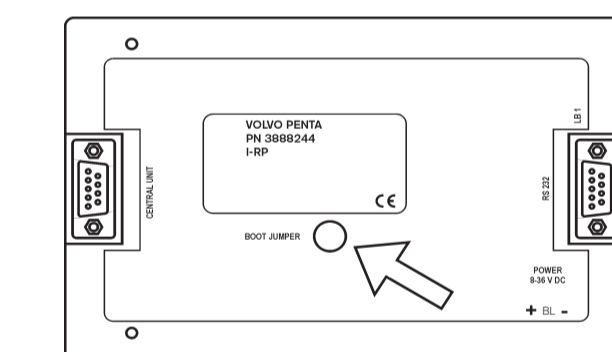 VOLVO PENTA
PN 3888244
I-RP
CE
CENTRAL UNIT
BOOT JUMPER
LB 1
RS 232
POWER
8-36 V DC
+ BL -